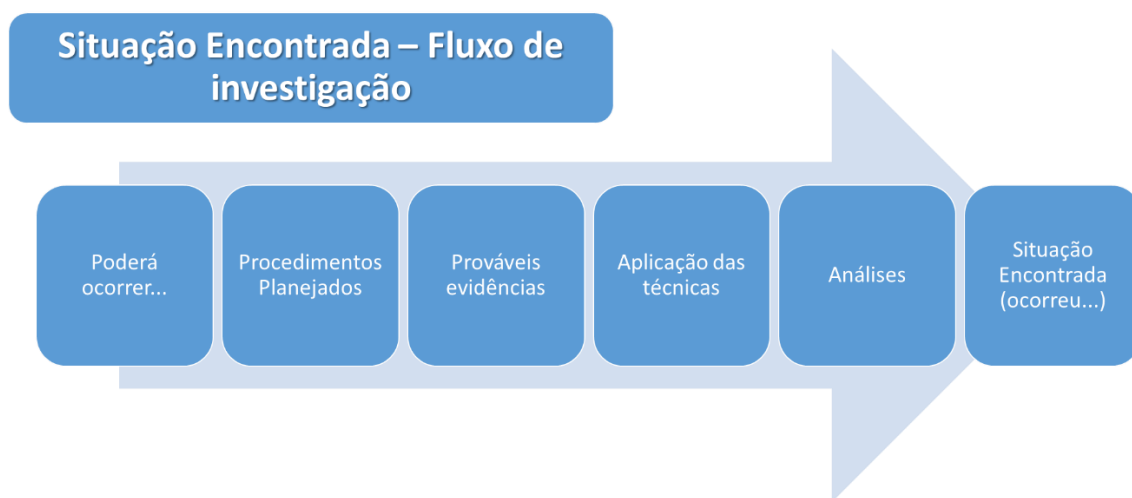 Situação Encontrada – Fluxo de
investigação
Poderá
ocorrer...
Procedimentos
Planejados
Prováveis
evidências
Aplicação das
técnicas
Análises
Situação
Encontrada
(ocorreu...)